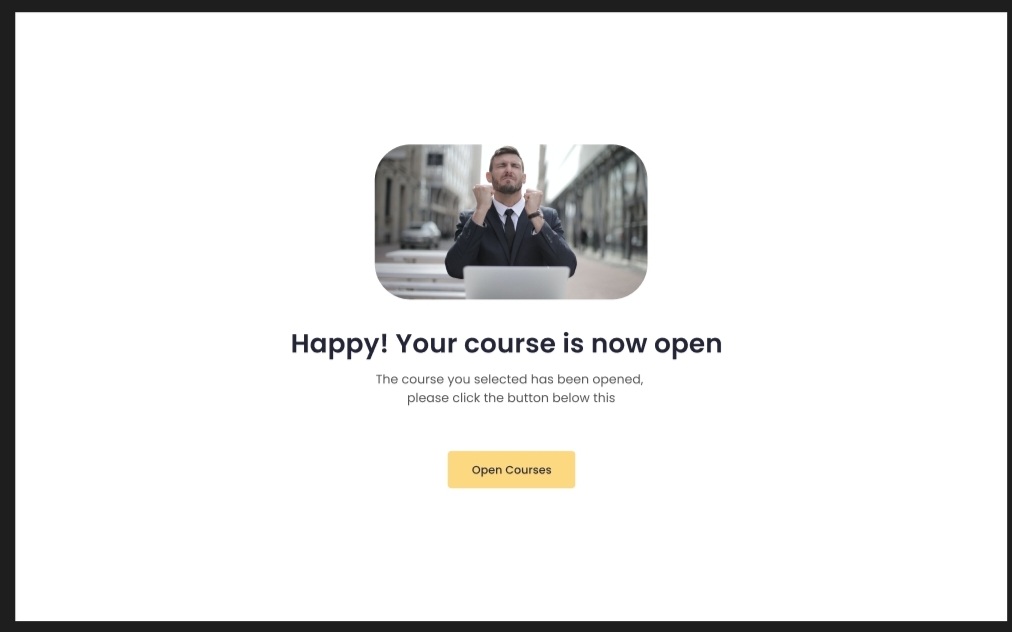 Happy! Your course is now open
The course you selected has been opened,
please click the button below this
Open Courses